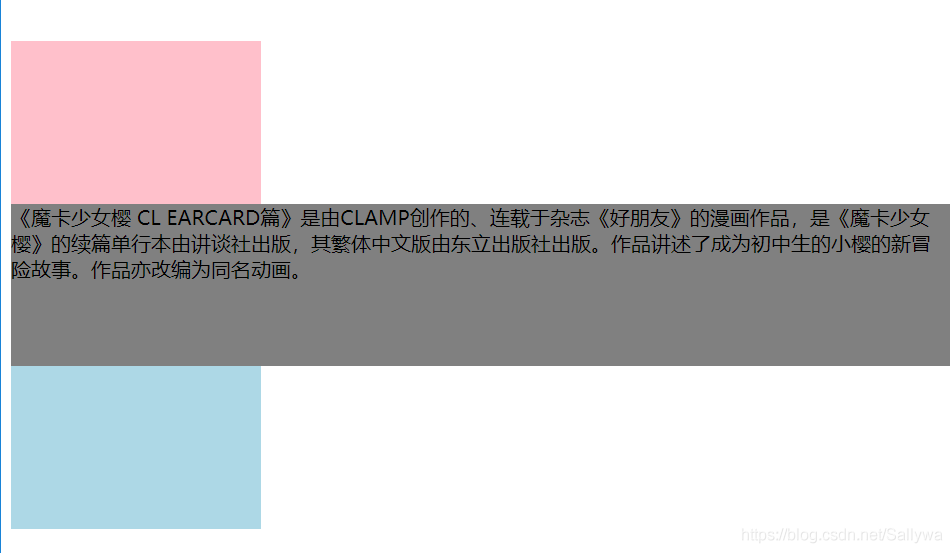 《魔卡少女樱 CL EARCARD篇》是由CLAMP创作的、连载于杂志《好朋友》的漫画作品，是《魔卡少女
樱》的续篇单行本由讲谈社出版，其繁体中文版由东立出版社出版。作品讲述了成为初中生的小樱的新冒
险故事。作品亦改编为同名动画。
https://blog.csdn.net/Sallywa